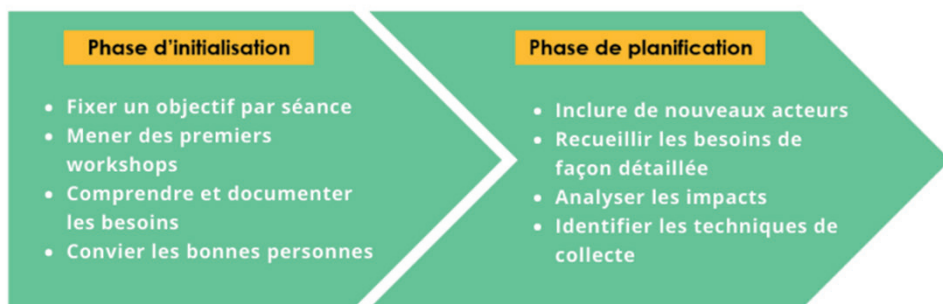 Phase d'initialisation
• Fixer un objectif par séance
• Mener des premiers
workshops
• Comprendre et documenter
les besoins
• Convier les bonnes personnes
Phase de planification
• Inclure de nouveaux acteurs
• Recueillir les besoins de
façon détaillée
• Analyser les impacts
• Identifier les techniques de
collecte